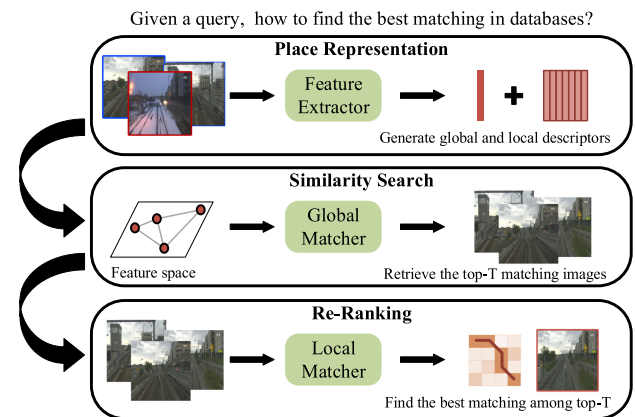 Given a query, how to find the best matching in databases?
Place Representation
Feature
Extractor
Generate global and local descriptors
Similarity Search
Global
Matcher
Feature space
Retrieve the top-T matching images
Re-Ranking
Local
Matcher
Find the best matching among top-T